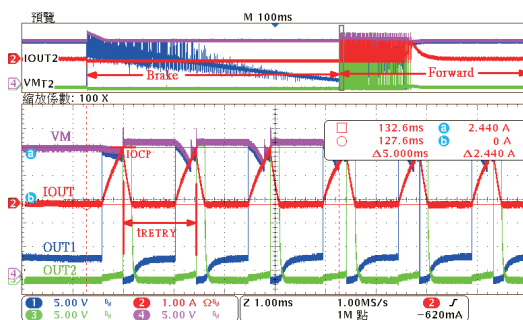 預覽 M 100ms
2 IOUT2
Brake Forward
4 VMT2
縮放係數: 100 X
VM
a
IOCP
132.6ms a 2.440 A
127.6ms b 0 A
Δ5.000ms Δ2.440 A
b
IOUT
2
tRETRY
OUT1
4 OUT2
1 5.00 V 2 1.00 A Ω Z 1.00ms 1.00MS/s 2
3 5.00 V 4 5.00 V 1M 點 -620mA